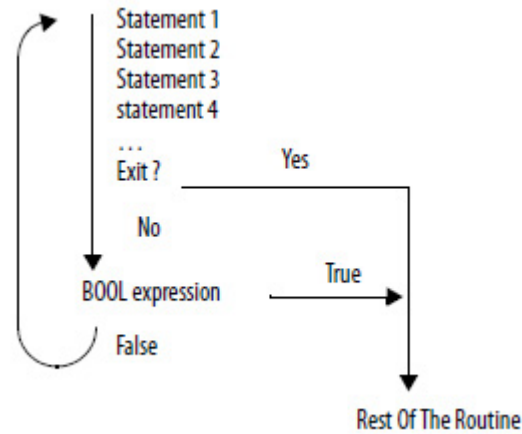 Statement 1
Statement 2
Statement 3
statement 4
...
Exit ?
Yes
No
BOOL expression
True
False
Rest Of The Routine